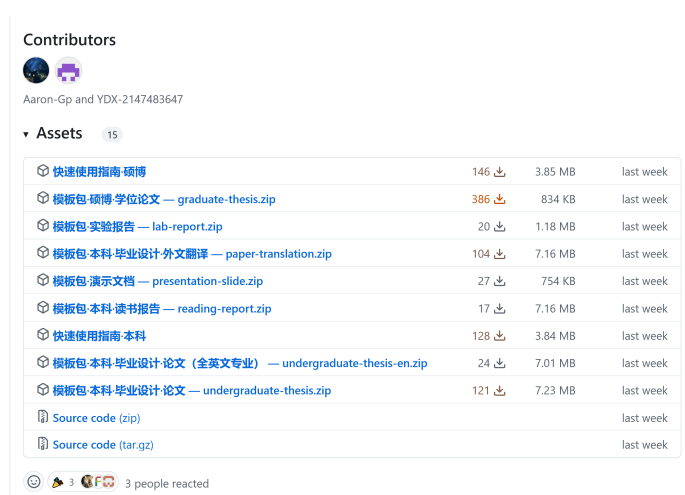 Contributors
Aaron-Gp and YDX-2147483647
Assets 15
快速使用指南·硕博 146 3.85 MB last week
模板包·硕博·学位论文 — graduate-thesis.zip 386 834 KB last week
模板包·实验报告 — lab-report.zip 20 1.18 MB last week
模板包·本科·毕业设计·外文翻译 — paper-translation.zip 104 7.16 MB last week
模板包·演示文档 — presentation-slide.zip 27 754 KB last week
模板包·本科·读书报告 — reading-report.zip 17 7.16 MB last week
快速使用指南·本科 128 3.84 MB last week
模板包·本科·毕业设计·论文（全英文专业） — undergraduate-thesis-en.zip 24 7.01 MB last week
模板包·本科·毕业设计·论文 — undergraduate-thesis.zip 121 7.23 MB last week
Source code (zip) last week
Source code (tar.gz) last week
3 3 people reacted